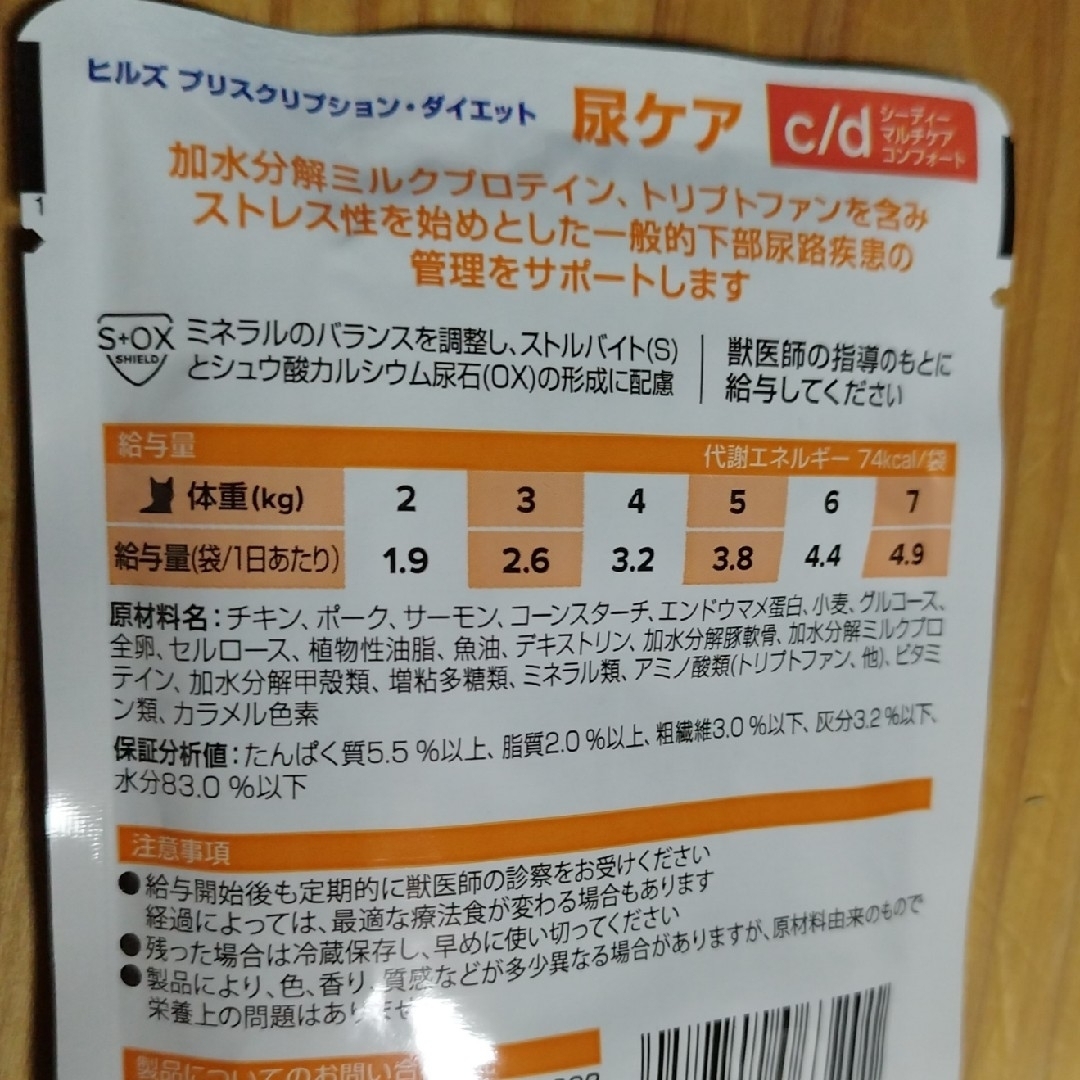 ヒルズ プリスクリプション・ダイエット 尿ケア c/d シーディー
マルチケア
コンフォート
加水分解ミルクプロテイン、トリプトファンを含み
ストレス性を始めとした一般的下部尿路疾患の
管理をサポートします
S+OX
SHIELD
ミネラルのバランスを調整し、ストルバイト(S)
とシュウ酸カルシウム尿石(OX)の形成に配慮
獣医師の指導のもとに
給与してください
給与量 代謝エネルギー 74kcal/袋
体重(kg) 2 3 4 5 6 7
給与量(袋/1日あたり) 1.9 2.6 3.2 3.8 4.4 4.9
原材料名：チキン、ポーク、サーモン、コーンスターチ、エンドウマメ蛋白、小麦、グルコース、
全卵、セルロース、植物性油脂、魚油、デキストリン、加水分解豚軟骨、加水分解ミルクプロ
テイン、加水分解甲殻類、増粘多糖類、ミネラル類、アミノ酸類(トリプトファン、他)、ビタミ
ン類、カラメル色素
保証分析値：たんぱく質5.5 %以上、脂質2.0 %以上、粗繊維3.0 %以下、灰分3.2 %以下、
水分83.0 %以下
注意事項
●給与開始後も定期的に獣医師の診察をお受けください
経過によっては、最適な療法食が変わる場合もあります
●残った場合は冷蔵保存し、早めに使い切ってください
●製品により、色、香り、質感などが多少異なる場合がありますが、原材料由来のもので
栄養上の問題はありませ
製品についてのお問い合